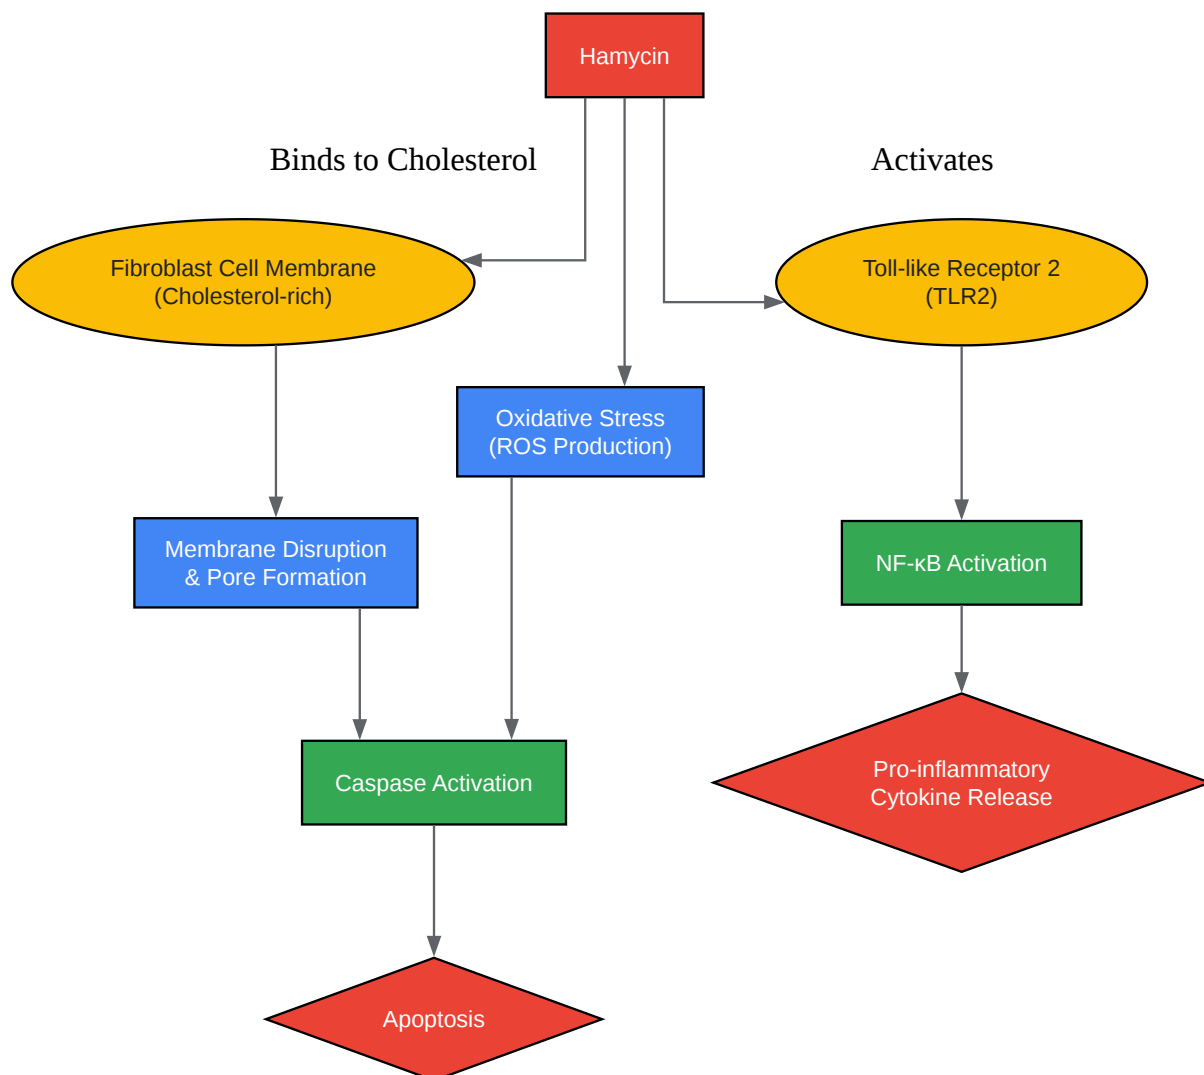 Hamycin
Binds to Cholesterol
Activates
Fibroblast Cell Membrane
(Cholesterol-rich)
Toll-like Receptor 2
(TLR2)
Oxidative Stress
(ROS Production)
Membrane Disruption
& Pore Formation
NF-κB Activation
Caspase Activation
Pro-inflammatory
Cytokine Release
Apoptosis